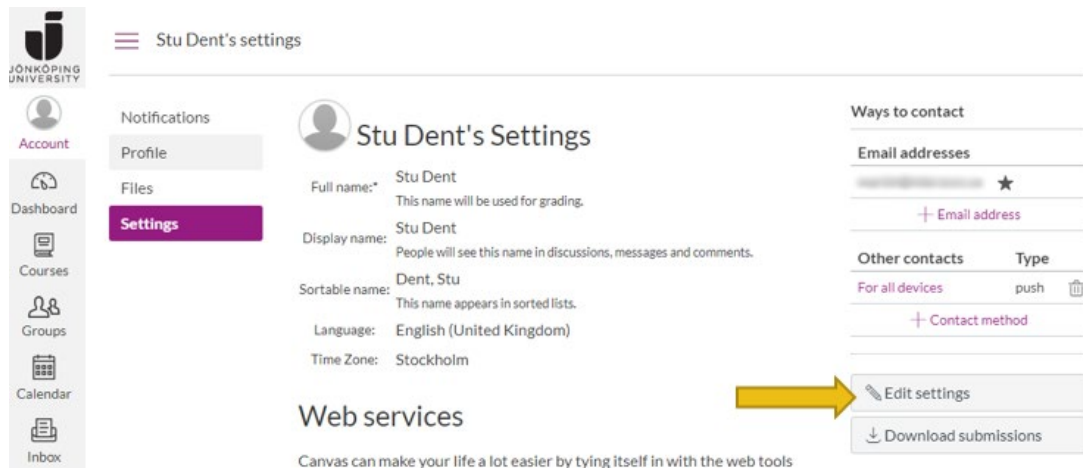 JÖNKÖPING
UNIVERSITY
Account
Dashboard
Courses
Groups
Calendar
Inbox
Stu Dent's settings
Notifications
Profile
Files
Settings
Stu Dent's Settings
Full name:* Stu Dent
This name will be used for grading.
Display name: Stu Dent
People will see this name in discussions, messages and comments.
Sortable name: Dent, Stu
This name appears in sorted lists.
Language: English (United Kingdom)
Time Zone: Stockholm
Web services
Canvas can make your life a lot easier by tying itself in with the web tools
Ways to contact
Email addresses
Email address
Other contacts Type
For all devices push
Contact method
Edit settings
Download submissions